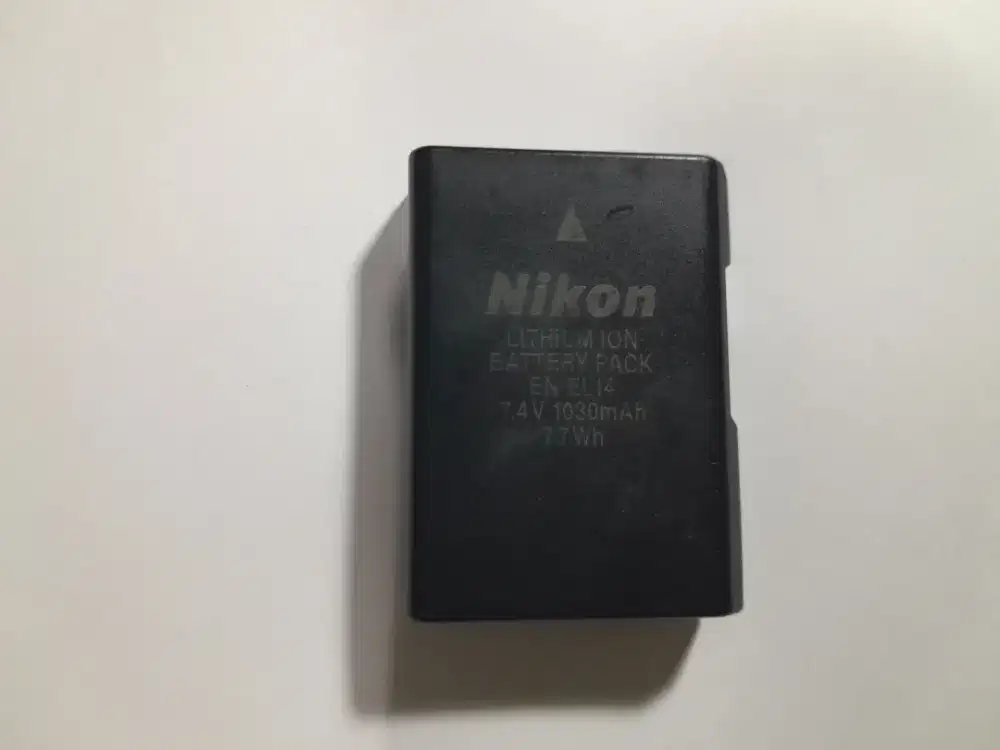 Nikon
LITHIUM ION
BATTERY PACK
EN EL14
7.4V 1030mAh
7.7Wh